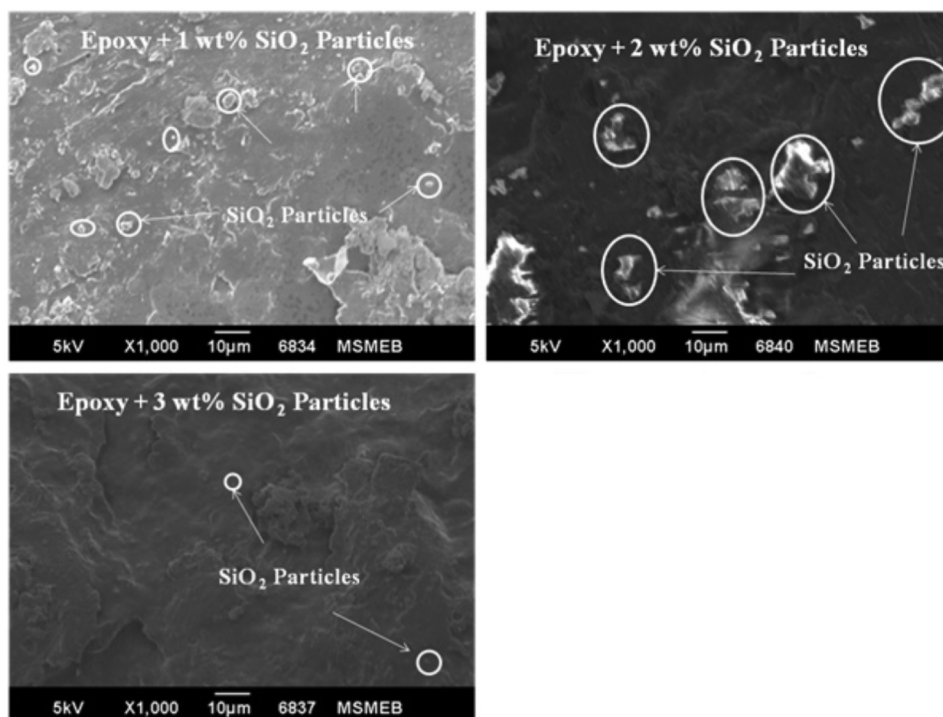 Epoxy + 1 wt% SiO₂ Particles
SiO₂ Particles
5kV X1,000 10µm 6834 MSMEB
Epoxy + 2 wt% SiO₂ Particles
SiO₂ Particles
5kV X1,000 10µm 6840 MSMEB
Epoxy + 3 wt% SiO₂ Particles
SiO₂ Particles
5kV X1,000 10µm 6837 MSMEB